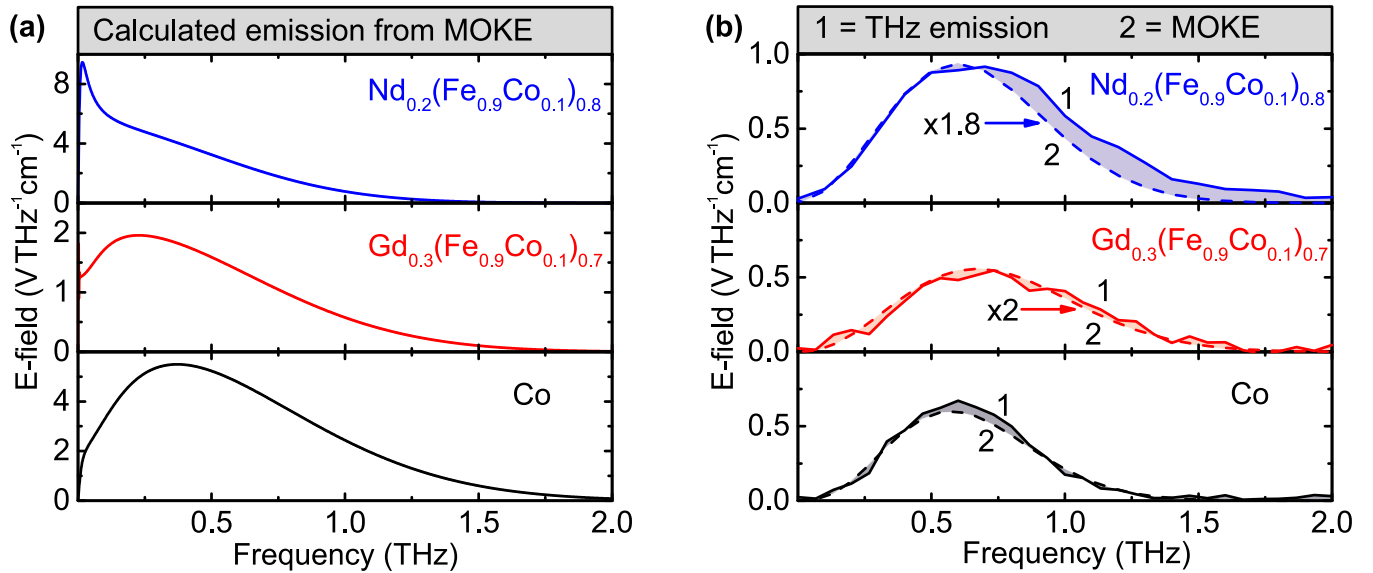 (a) Calculated emission from MOKE
8
4
0
Nd0.2(Fe0.9Co0.1)0.8
2
1
0
Gd0.3(Fe0.9Co0.1)0.7
4
2
0
Co
E-field (V THz-1cm-1)
0.5 1.0 1.5 2.0
Frequency (THz)
(b) 1 = THz emission 2 = MOKE
1.0
0.5
0.0
Nd0.2(Fe0.9Co0.1)0.8
1
x1.8
2
0.5
0.0
Gd0.3(Fe0.9Co0.1)0.7
1
x2
2
0.5
0.0
Co
1
2
E-field (V THz-1cm-1)
0.5 1.0 1.5 2.0
Frequency (THz)